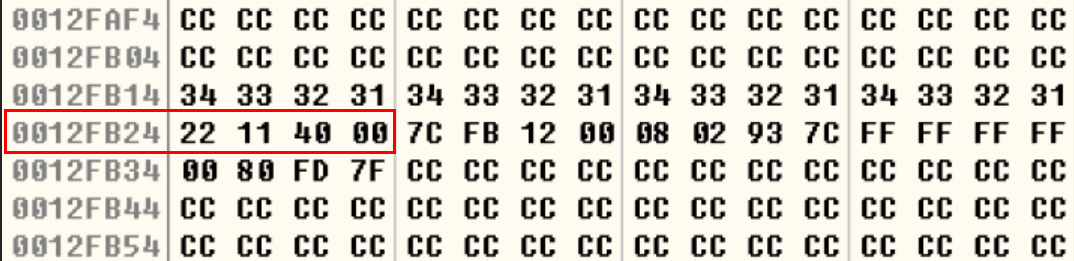 0012FAF4 CC CC CC CC CC CC CC CC CC CC CC CC CC CC CC CC
0012FB04 CC CC CC CC CC CC CC CC CC CC CC CC CC CC CC CC
0012FB14 34 33 32 31 34 33 32 31 34 33 32 31 34 33 32 31
0012FB24 22 11 40 00 7C FB 12 00 08 02 93 7C FF FF FF FF
0012FB34 00 80 FD 7F CC CC CC CC CC CC CC CC CC CC CC CC
0012FB44 CC CC CC CC CC CC CC CC CC CC CC CC CC CC CC CC
0012FB54 CC CC CC CC CC CC CC CC CC CC CC CC CC CC CC CC